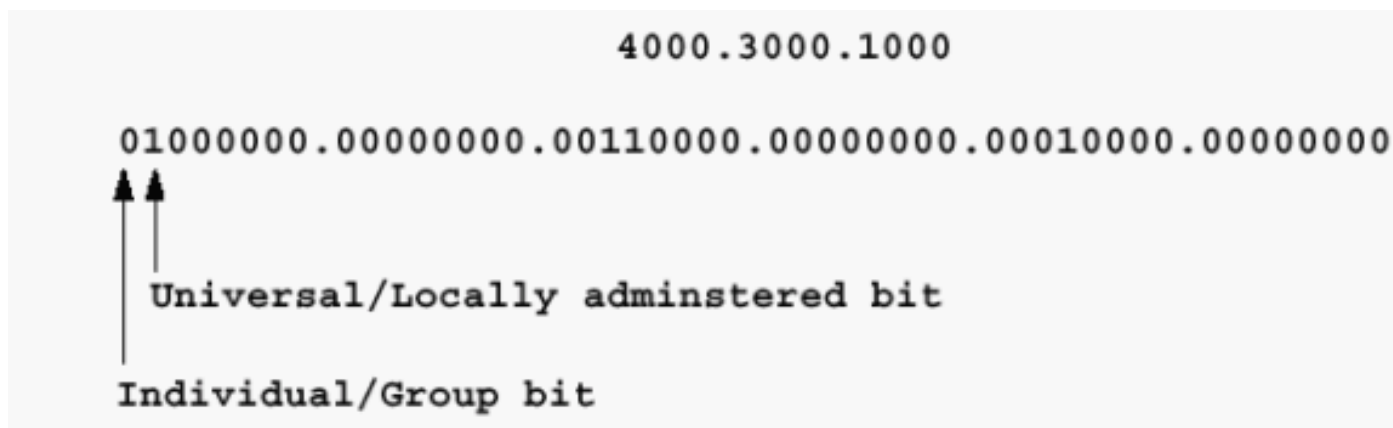 4000.3000.1000
01000000.00000000.00110000.00000000.00010000.00000000
Universal/Locally adminstered bit
Individual/Group bit